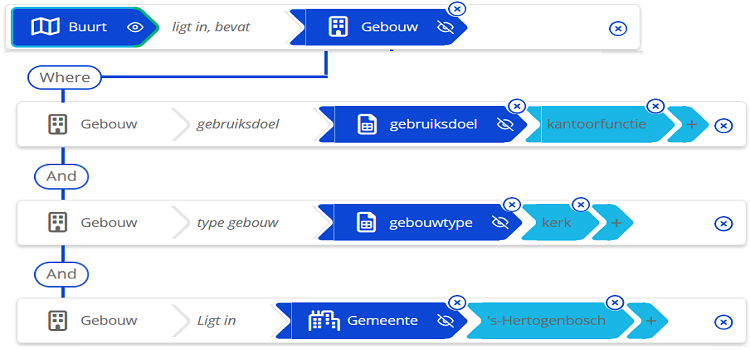 Buurt ligt in, bevat Gebouw
Where
Gebouw gebruiksdoel gebruiksdoel kantoorfunctie +
And
Gebouw type gebouw gebouwtype kerk +
And
Gebouw Ligt in Gemeente 's-Hertogenbosch +